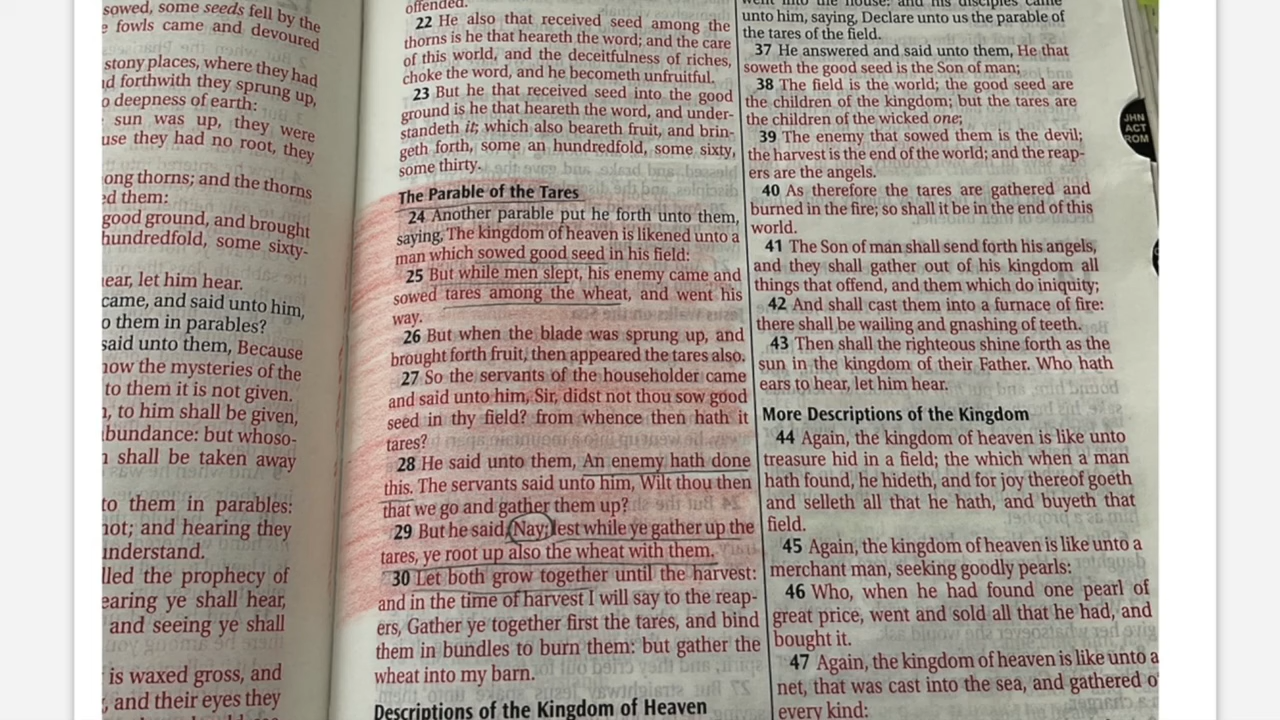 sowed, some seeds fell by the
fowls came and devoured
stony places, where they had
forthwith they sprung up,
deepness of earth:
sun was up, they were
they had no root, they
thorns; and the thorns
them:
good ground, and brought
hundredfold, some sixty-
let him hear.
came, and said unto him,
them in parables?
said unto them, Because
the mysteries of the
to them it is not given.
to him shall be given,
but whoso-
shall be taken away
to them in parables:
and hearing they
understand.
the prophecy of
ye shall hear,
and seeing ye shall
is waxed gross, and
and their eyes they
offended.
22 He also that received seed among the
thorns is he that heareth the word; and the care
of this world, and the deceitfulness of riches,
choke the word, and he becometh unfruitful.
23 But he that received seed into the good
ground is he that heareth the word, and under-
standeth it; which also beareth fruit, and brin-
geth forth, some an hundredfold, some sixty,
some thirty.
The Parable of the Tares
24 Another parable put he forth unto them,
saying, The kingdom of heaven is likened unto a
man which sowed good seed in his field:
25 But while men slept, his enemy came and
sowed tares among the wheat, and went his
way.
26 But when the blade was sprung up, and
brought forth fruit, then appeared the tares also.
27 So the servants of the householder came
and said unto him, Sir, didst not thou sow good
seed in thy field? from whence then hath it
tares?
28 He said unto them, An enemy hath done
this. The servants said unto him, Wilt thou then
that we go and gather them up?
29 But he said, Nay; lest while ye gather up the
tares, ye root up also the wheat with them.
30 Let both grow together until the harvest:
and in the time of harvest I will say to the reap-
ers, Gather ye together first the tares, and bind
them in bundles to burn them: but gather the
wheat into my barn.
Descriptions of the Kingdom of Heaven
went into the house: and his disciples came
unto him, saying, Declare unto us the parable of
the tares of the field.
37 He answered and said unto them, He that
soweth the good seed is the Son of man;
38 The field is the world; the good seed are
the children of the kingdom; but the tares are
the children of the wicked one;
39 The enemy that sowed them is the devil;
the harvest is the end of the world; and the reap-
ers are the angels.
40 As therefore the tares are gathered and
burned in the fire; so shall it be in the end of this
world.
41 The Son of man shall send forth his angels,
and they shall gather out of his kingdom all
things that offend, and them which do iniquity;
42 And shall cast them into a furnace of fire:
there shall be wailing and gnashing of teeth.
43 Then shall the righteous shine forth as the
sun in the kingdom of their Father. Who hath
ears to hear, let him hear.
More Descriptions of the Kingdom
44 Again, the kingdom of heaven is like unto
treasure hid in a field; the which when a man
hath found, he hideth, and for joy thereof goeth
and selleth all that he hath, and buyeth that
field.
45 Again, the kingdom of heaven is like unto a
merchant man, seeking goodly pearls:
46 Who, when he had found one pearl of
great price, went and sold all that he had, and
bought it.
47 Again, the kingdom of heaven is like unto a
net, that was cast into the sea, and gathered
every kind:
JHN
ACT
ROM